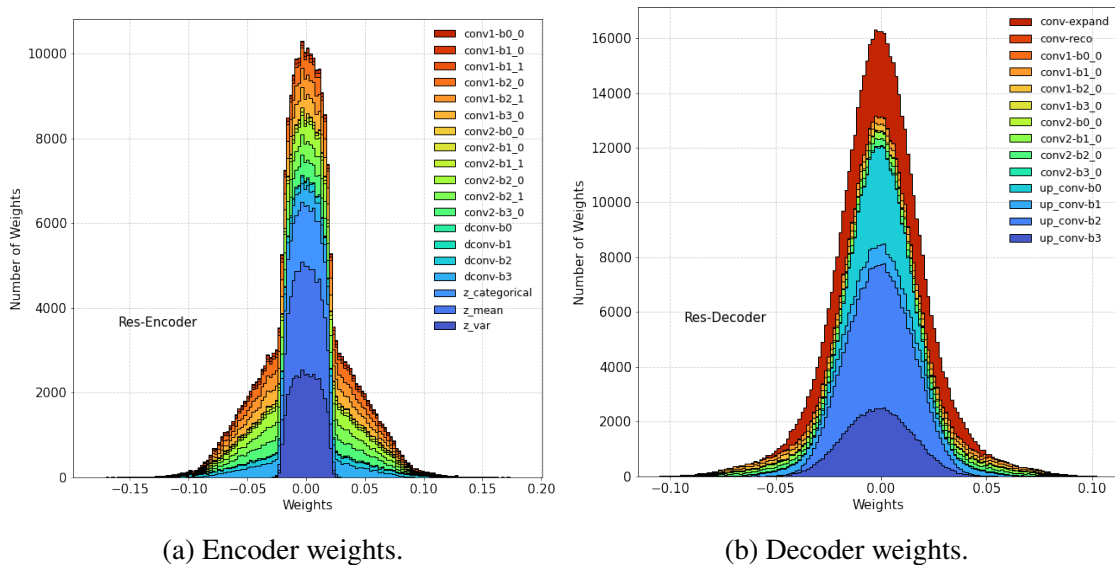 conv1-b0_0
conv1-b1_0
conv1-b1_1
conv1-b2_0
conv1-b2_1
conv1-b3_0
conv2-b0_0
conv2-b1_0
conv2-b1_1
conv2-b2_0
conv2-b2_1
conv2-b3_0
dconv-b0
dconv-b1
dconv-b2
dconv-b3
z_categorical
z_mean
z_var
Res-Encoder
Number of Weights
10000
8000
6000
4000
2000
0
−0.15
−0.10
−0.05
0.00
0.05
0.10
0.15
0.20
Weights
(a) Encoder weights.
conv-expand
conv-reco
conv1-b0_0
conv1-b1_0
conv1-b2_0
conv1-b3_0
conv2-b0_0
conv2-b1_0
conv2-b2_0
conv2-b3_0
up_conv-b0
up_conv-b1
up_conv-b2
up_conv-b3
Res-Decoder
Number of Weights
16000
14000
12000
10000
8000
6000
4000
2000
0
−0.10
−0.05
0.00
0.05
0.10
Weights
(b) Decoder weights.